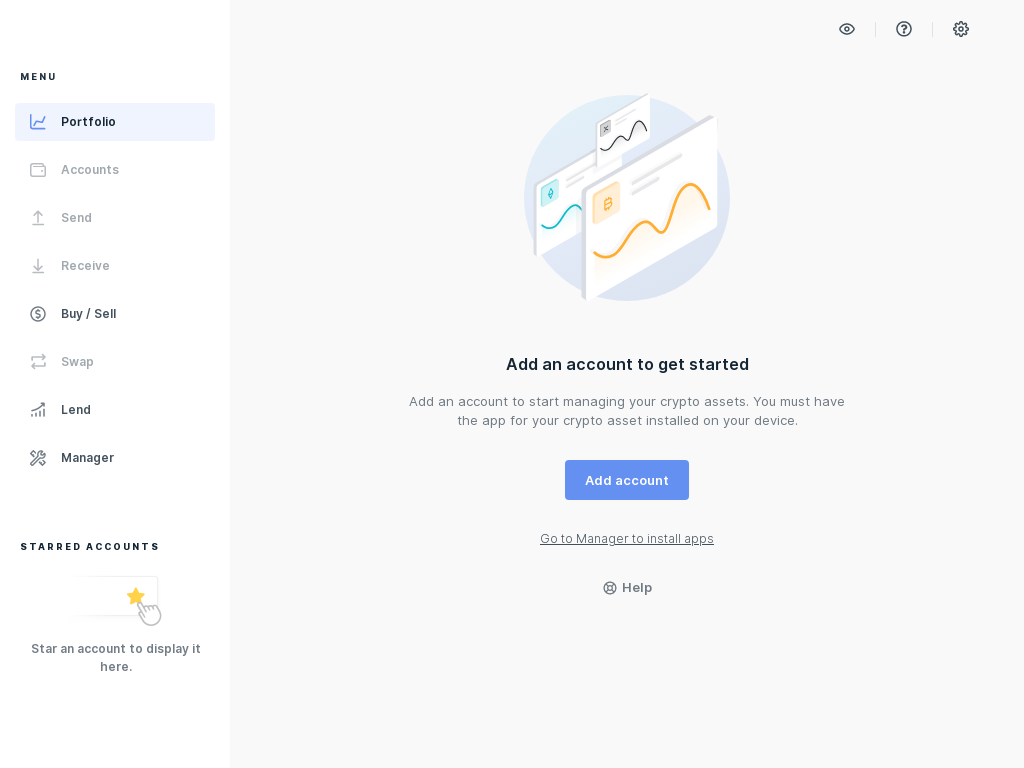 MENU
Portfolio
Accounts
Send
Receive
Buy / Sell
Swap
Lend
Manager
STARRED ACCOUNTS
Star an account to display it
here.
Add an account to get started
Add an account to start managing your crypto assets. You must have
the app for your crypto asset installed on your device.
Add account
Go to Manager to install apps
Help